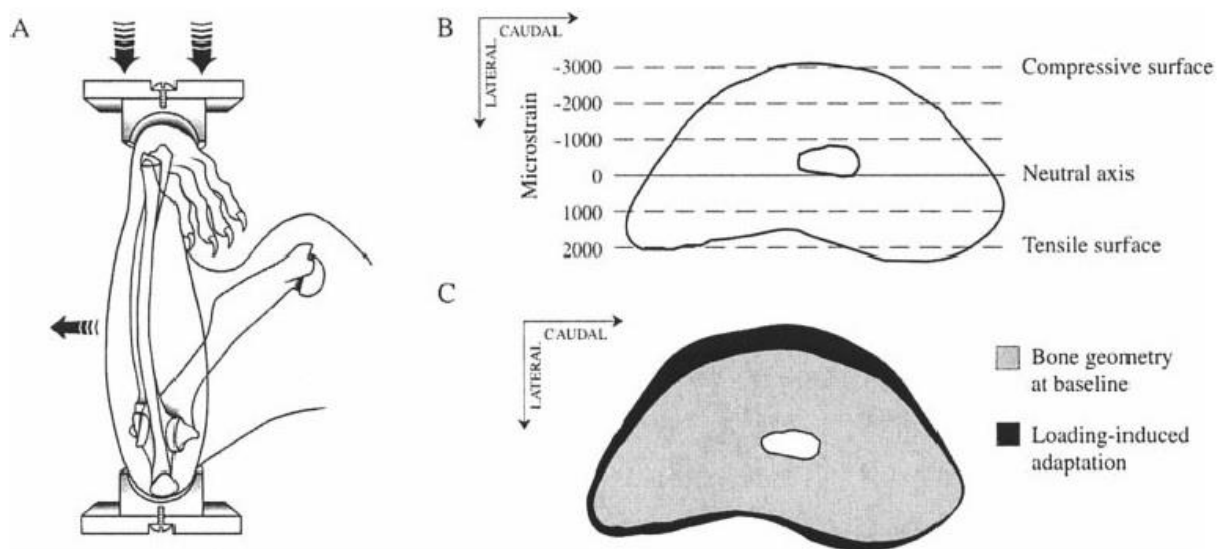 A
B
CAUDAL
LATERAL
Microstrain
-3000
-2000
-1000
0
1000
2000
Compressive surface
Neutral axis
Tensile surface
C
CAUDAL
LATERAL
Bone geometry
at baseline
Loading-induced
adaptation